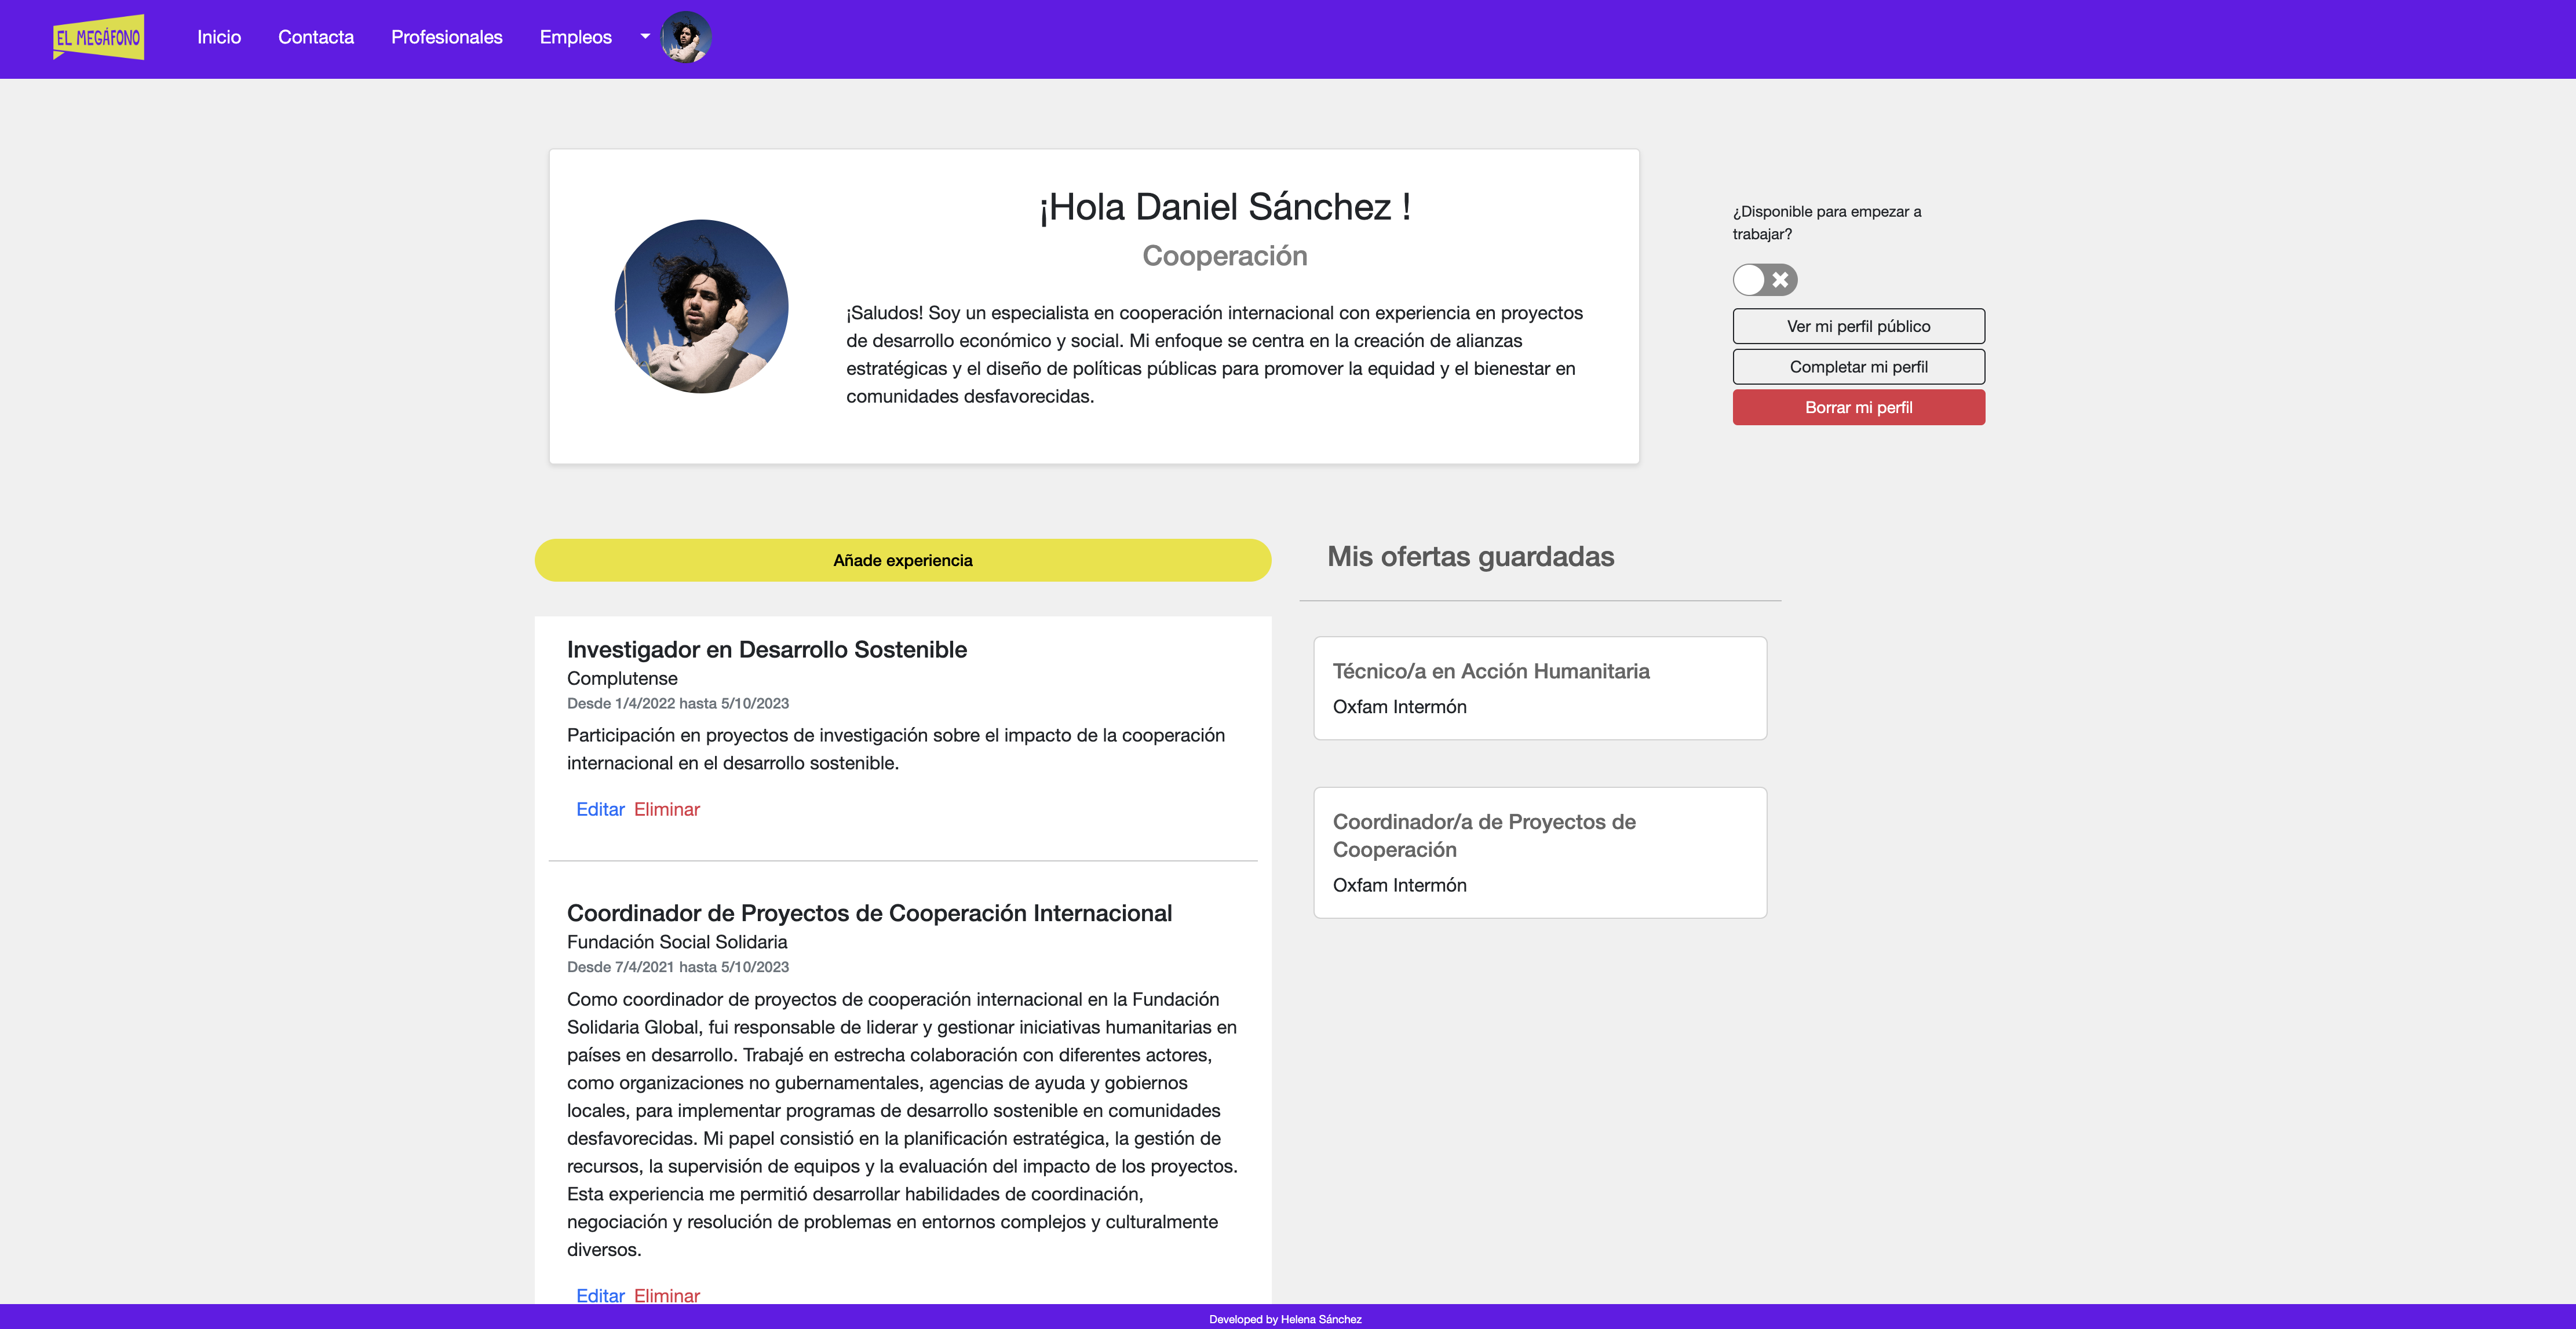 EL MEGÁFONO
Inicio
Contacta
Profesionales
Empleos
¡Hola Daniel Sánchez !
Cooperación
¡Saludos! Soy un especialista en cooperación internacional con experiencia en proyectos
de desarrollo económico y social. Mi enfoque se centra en la creación de alianzas
estratégicas y el diseño de políticas públicas para promover la equidad y el bienestar en
comunidades desfavorecidas.
¿Disponible para empezar a
trabajar?
Ver mi perfil público
Completar mi perfil
Borrar mi perfil
Añade experiencia
Investigador en Desarrollo Sostenible
Complutense
Desde 1/4/2022 hasta 5/10/2023
Participación en proyectos de investigación sobre el impacto de la cooperación
internacional en el desarrollo sostenible.
Editar Eliminar
Coordinador de Proyectos de Cooperación Internacional
Fundación Social Solidaria
Desde 7/4/2021 hasta 5/10/2023
Como coordinador de proyectos de cooperación internacional en la Fundación
Solidaria Global, fui responsable de liderar y gestionar iniciativas humanitarias en
países en desarrollo. Trabajé en estrecha colaboración con diferentes actores,
como organizaciones no gubernamentales, agencias de ayuda y gobiernos
locales, para implementar programas de desarrollo sostenible en comunidades
desfavorecidas. Mi papel consistió en la planificación estratégica, la gestión de
recursos, la supervisión de equipos y la evaluación del impacto de los proyectos.
Esta experiencia me permitió desarrollar habilidades de coordinación,
negociación y resolución de problemas en entornos complejos y culturalmente
diversos.
Editar Eliminar
Mis ofertas guardadas
Técnico/a en Acción Humanitaria
Oxfam Intermón
Coordinador/a de Proyectos de
Cooperación
Oxfam Intermón
Developed by Helena Sánchez